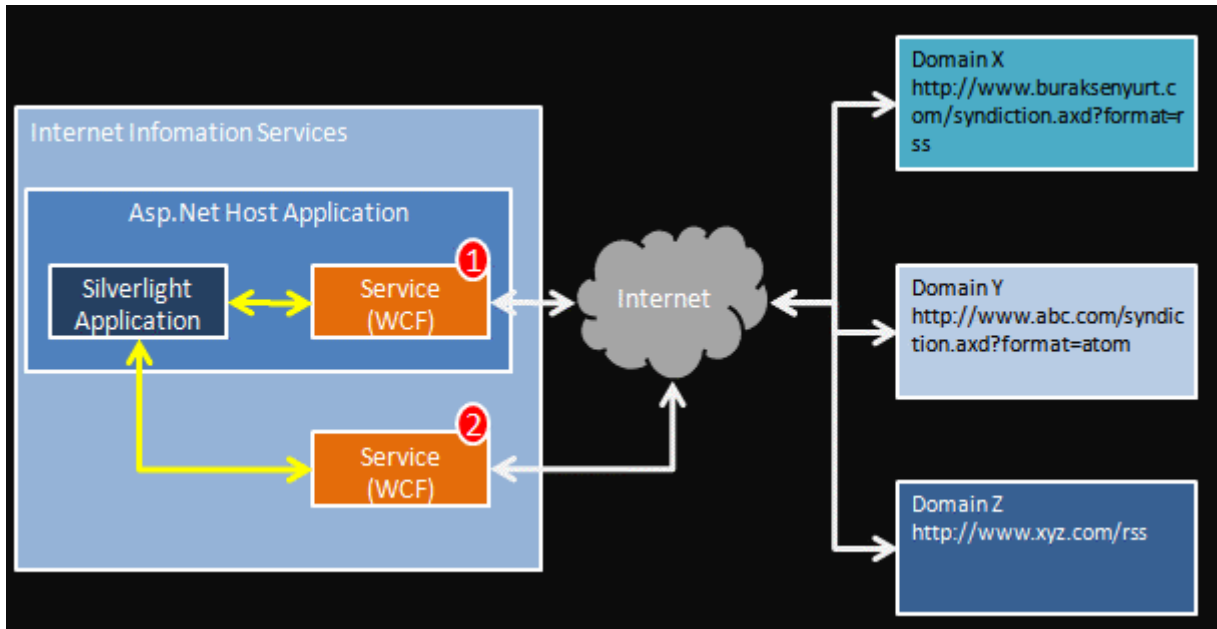 Internet Infomation Services
Asp.Net Host Application
Silverlight
Application
1
Service
(WCF)
2
Service
(WCF)
Internet
Domain X
http://www.buraksenyurt.c
om/syndiction.axd?format=r
ss
Domain Y
http://www.abc.com/syndic
tion.axd?format=atom
Domain Z
http://www.xyz.com/rss